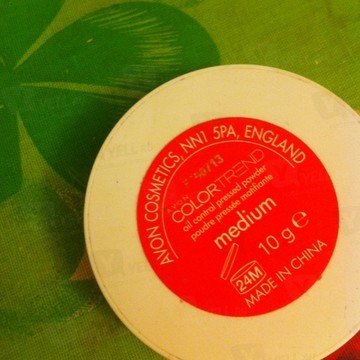 AVON COSMETICS, NN1 5PA, ENGLAND
AVON
COLORTREND
oil control pressed powder
poudre pressée matifiante
medium
10 g e
24M
MADE IN CHINA